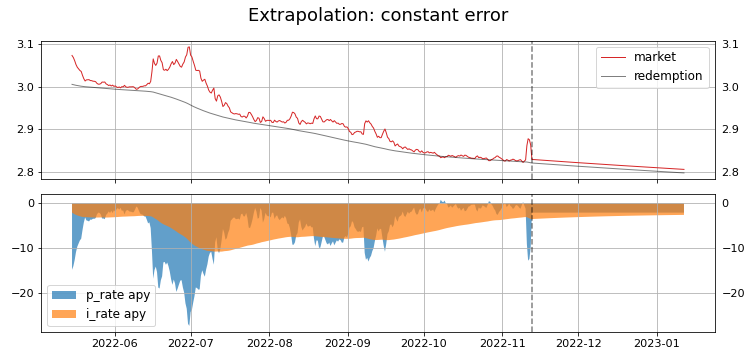 Extrapolation: constant error
3.1
3.0
2.9
2.8
3.1
3.0
2.9
2.8
market
redemption
0
−10
−20
0
−10
−20
p_rate apy
i_rate apy
2022-06 2022-07 2022-08 2022-09 2022-10 2022-11 2022-12 2023-01